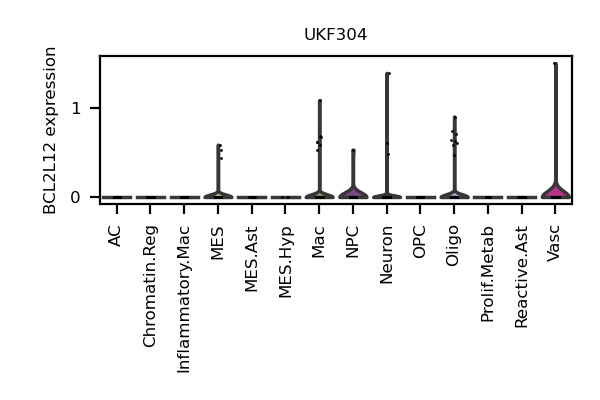 UKF304
BCL2L12 expression
1
0
AC
Chromatin.Reg
Inflammatory.Mac
MES
MES.Ast
MES.Hyp
Mac
NPC
Neuron
OPC
Oligo
Prolif.Metab
Reactive.Ast
Vasc